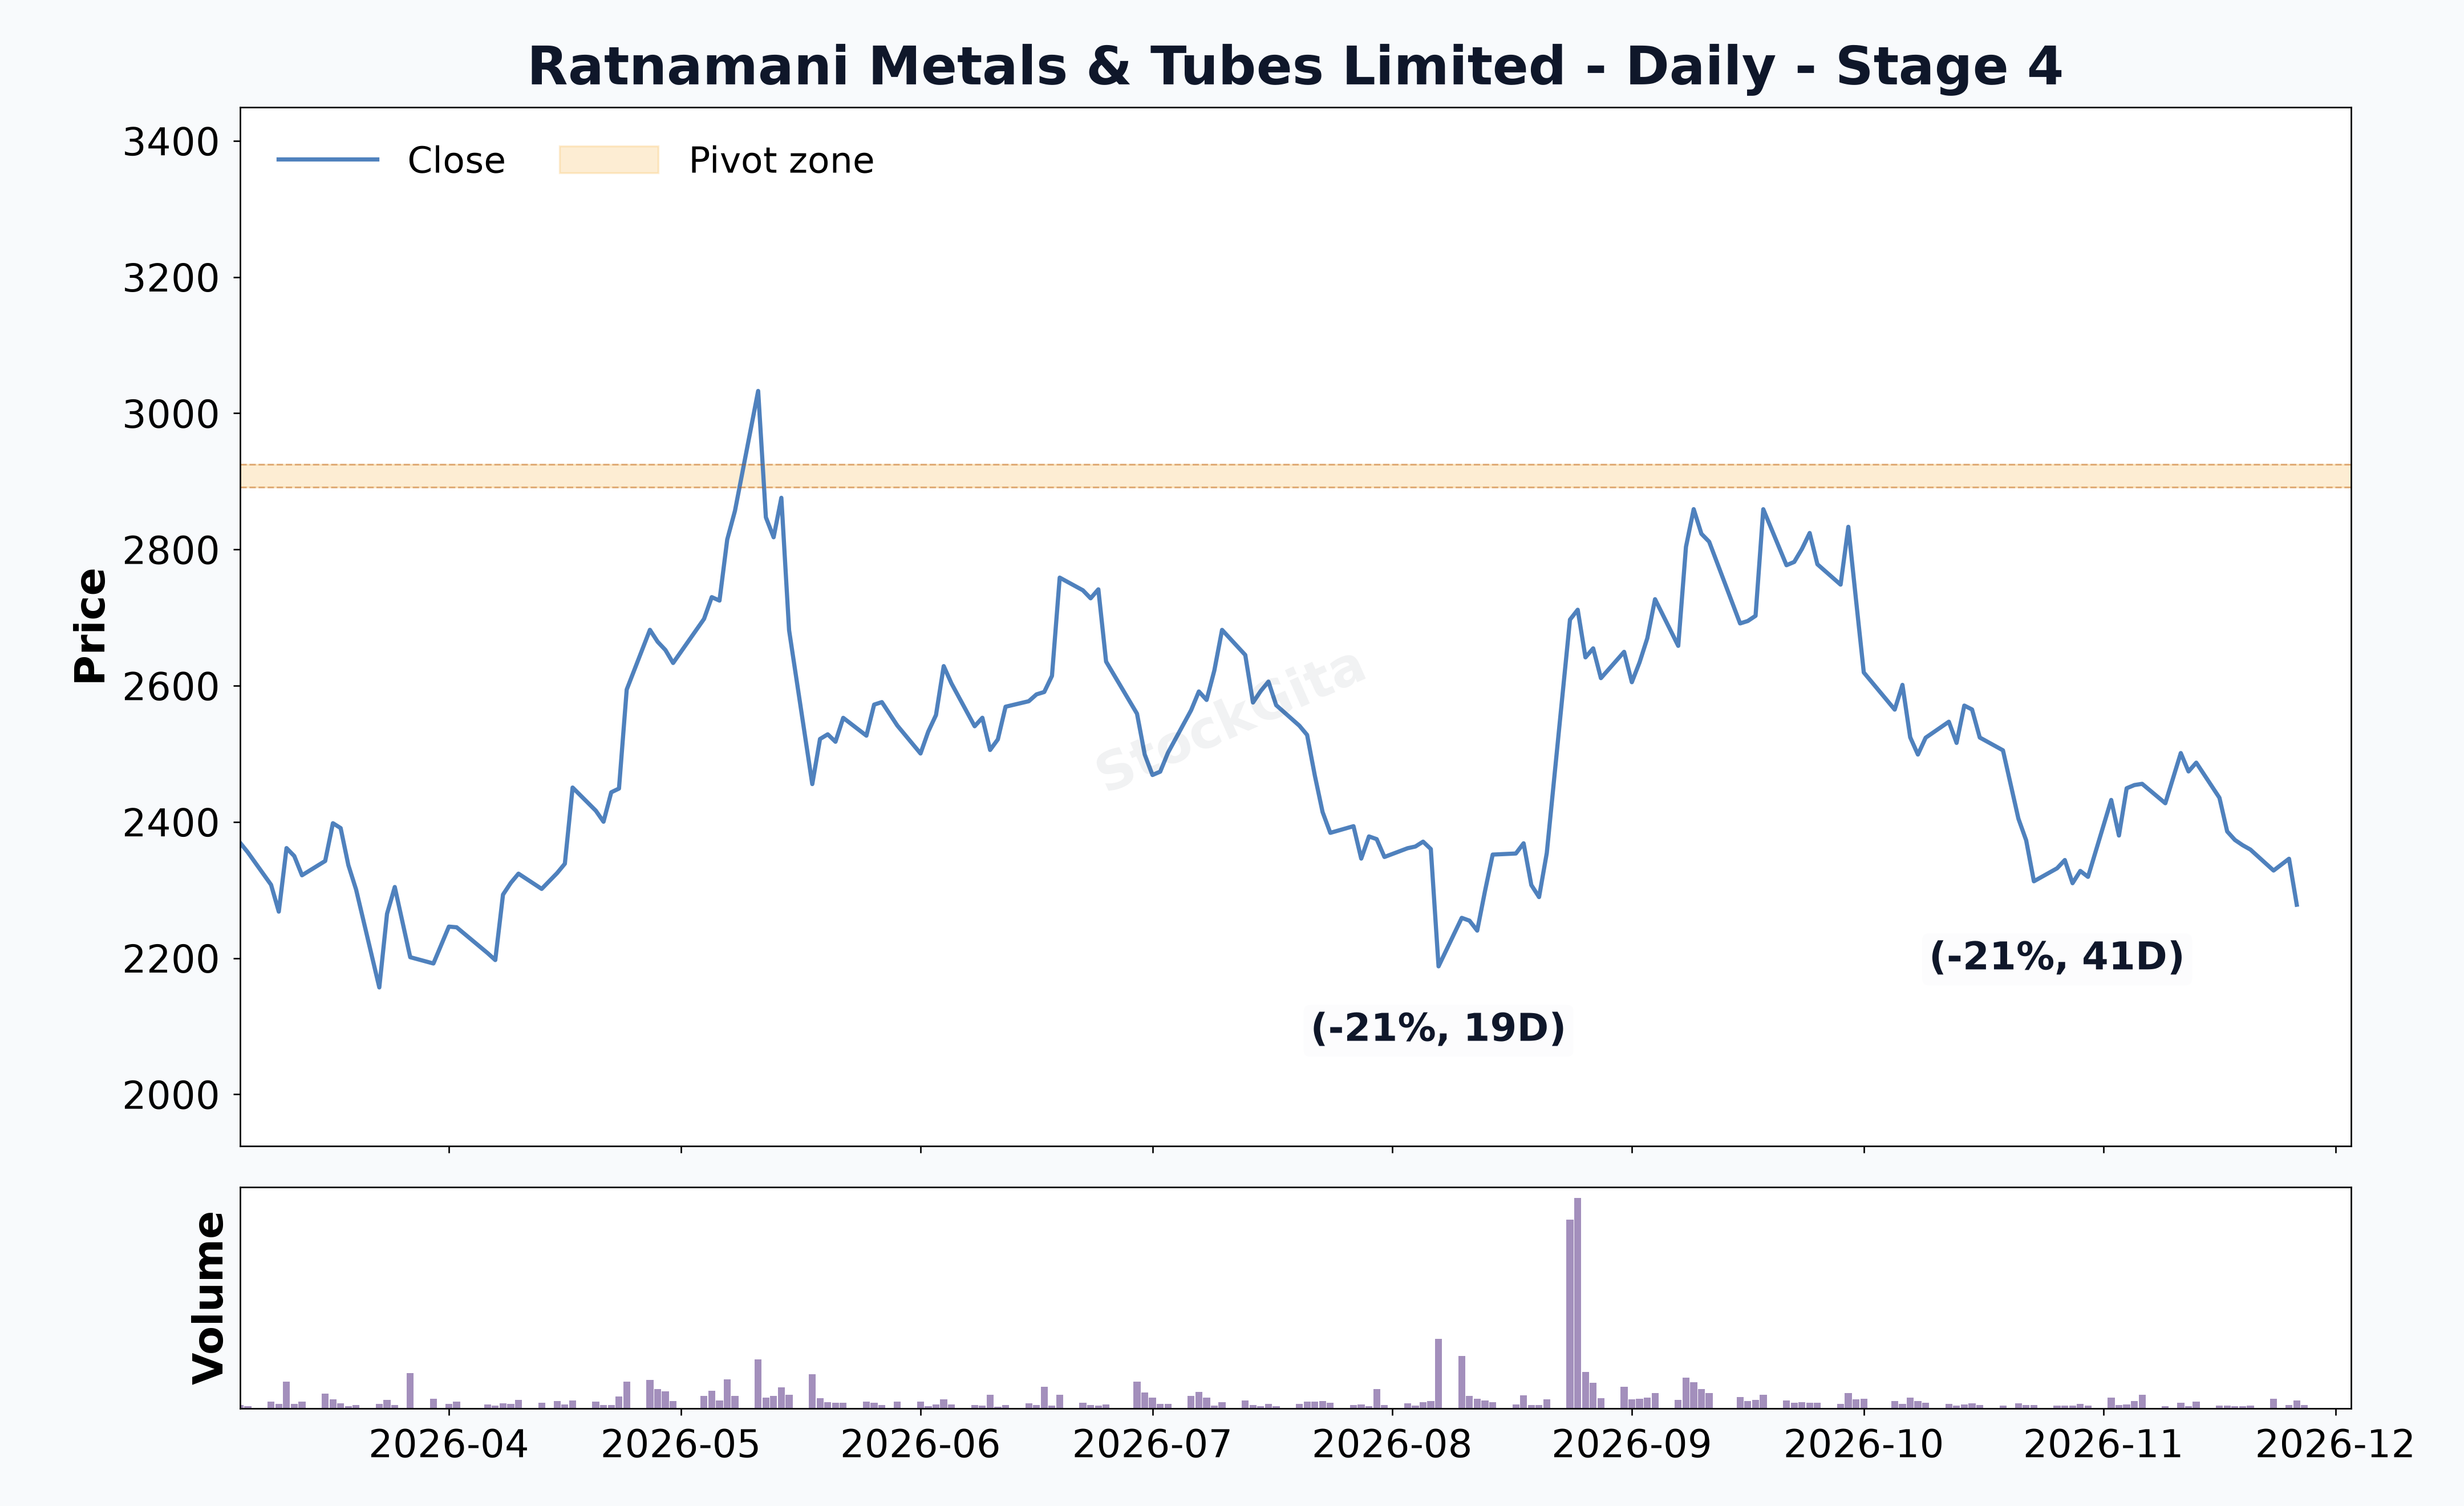 Ratnamani Metals & Tubes Limited - Daily - Stage 4
Close
Pivot zone
Price
3400
3200
3000
2800
2600
2400
2200
2000
StockGiita
(-21%, 19D)
(-21%, 41D)
Volume
2026-04
2026-05
2026-06
2026-07
2026-08
2026-09
2026-10
2026-11
2026-12